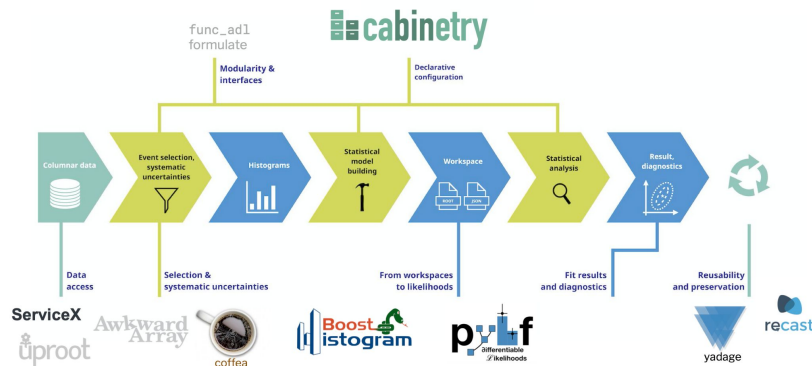 func_adl
formulate
cabinetry
Modularity &
interfaces
Declarative
configuration
Columnar data
Event selection,
systematic
uncertainties
Histograms
Statistical
model
building
Workspace
ROOT
JSON
Statistical
analysis
Result,
diagnostics
Data
access
Selection &
systematic uncertainties
From workspaces
to likelihoods
Fit results
and diagnostics
Reusability
and preservation
ServiceX
uproot
Awkward
Array
coffea
Boost
Histogram
pyhf
differentiable
Likelihoods
yadage
recast